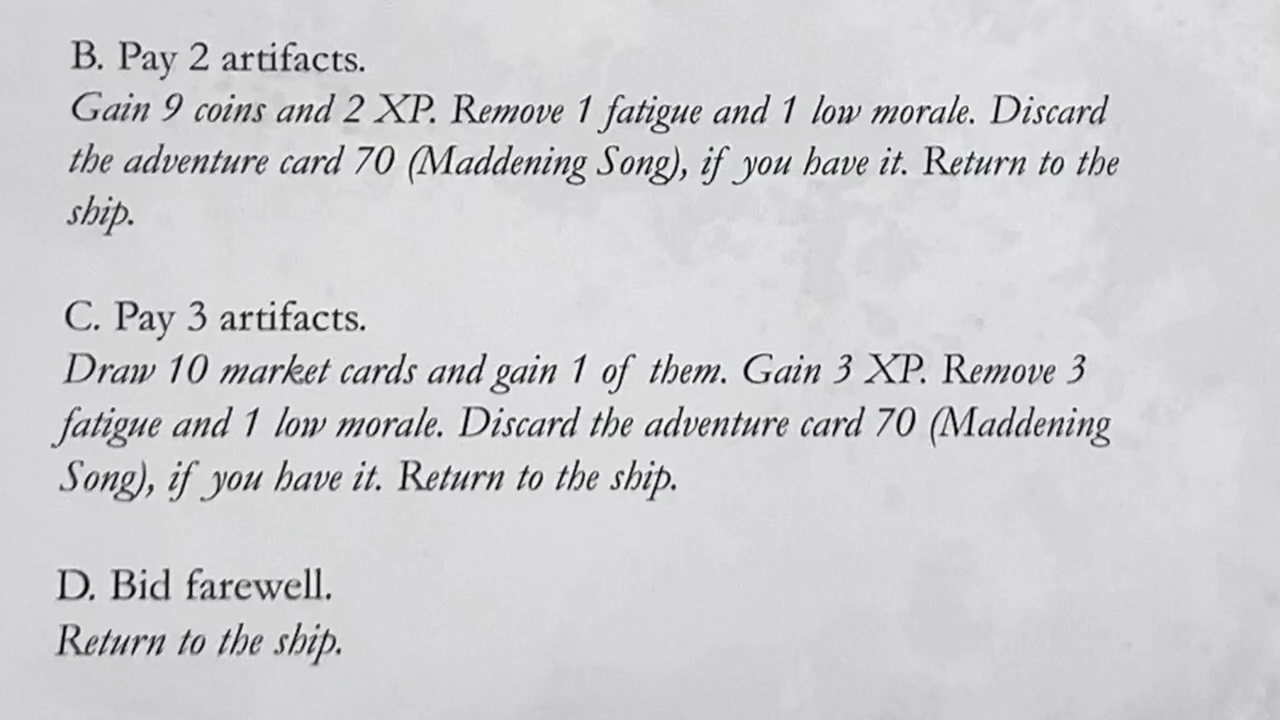 B. Pay 2 artifacts.
Gain 9 coins and 2 XP. Remove 1 fatigue and 1 low morale. Discard
the adventure card 70 (Maddening Song), if you have it. Return to the
ship.
C. Pay 3 artifacts.
Draw 10 market cards and gain 1 of them. Gain 3 XP. Remove 3
fatigue and 1 low morale. Discard the adventure card 70 (Maddening
Song), if you have it. Return to the ship.
D. Bid farewell.
Return to the ship.